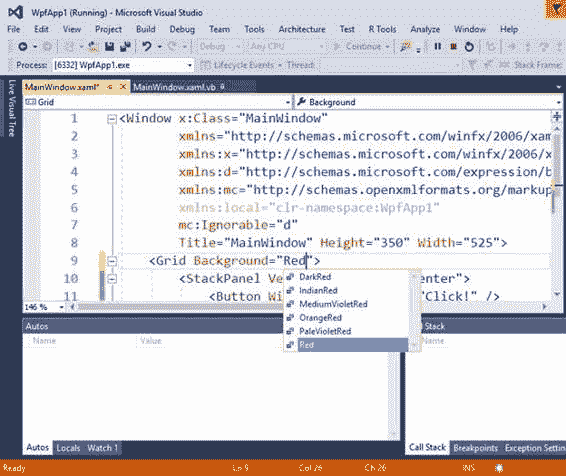 WpfApp1 (Running) - Microsoft Visual Studio
File Edit View Project Build Debug Team Tools Architecture Test R Tools Analyze Window Help
Debug Any CPU Continue
Process: [6332] WpfApp1.exe Lifecycle Events Thread: Stack Frame:
Live Visual Tree
MainWindow.xaml* MainWindow.xaml.vb
Grid Background
1 <Window x:Class="MainWindow"
2 xmlns="http://schemas.microsoft.com/winfx/2006/xam
3 xmlns:x="http://schemas.microsoft.com/winfx/2006/x
4 xmlns:d="http://schemas.microsoft.com/expression/b
5 xmlns:mc="http://schemas.openxmlformats.org/markup
6 xmlns:local="clr-namespace:WpfApp1"
7 mc:Ignorable="d"
8 Title="MainWindow" Height="350" Width="525">
9 <Grid Background="Red">
10 <StackPanel Ve enter">
11 <Button Wi "Click!" />
DarkRed
IndianRed
MediumVioletRed
OrangeRed
PaleVioletRed
Red
146 %
Autos
Name Value
Call Stack
Name
Autos Locals Watch 1
Call Stack Breakpoints Exception Setting
Ready Ln 9 Col 26 Ch 26 INS